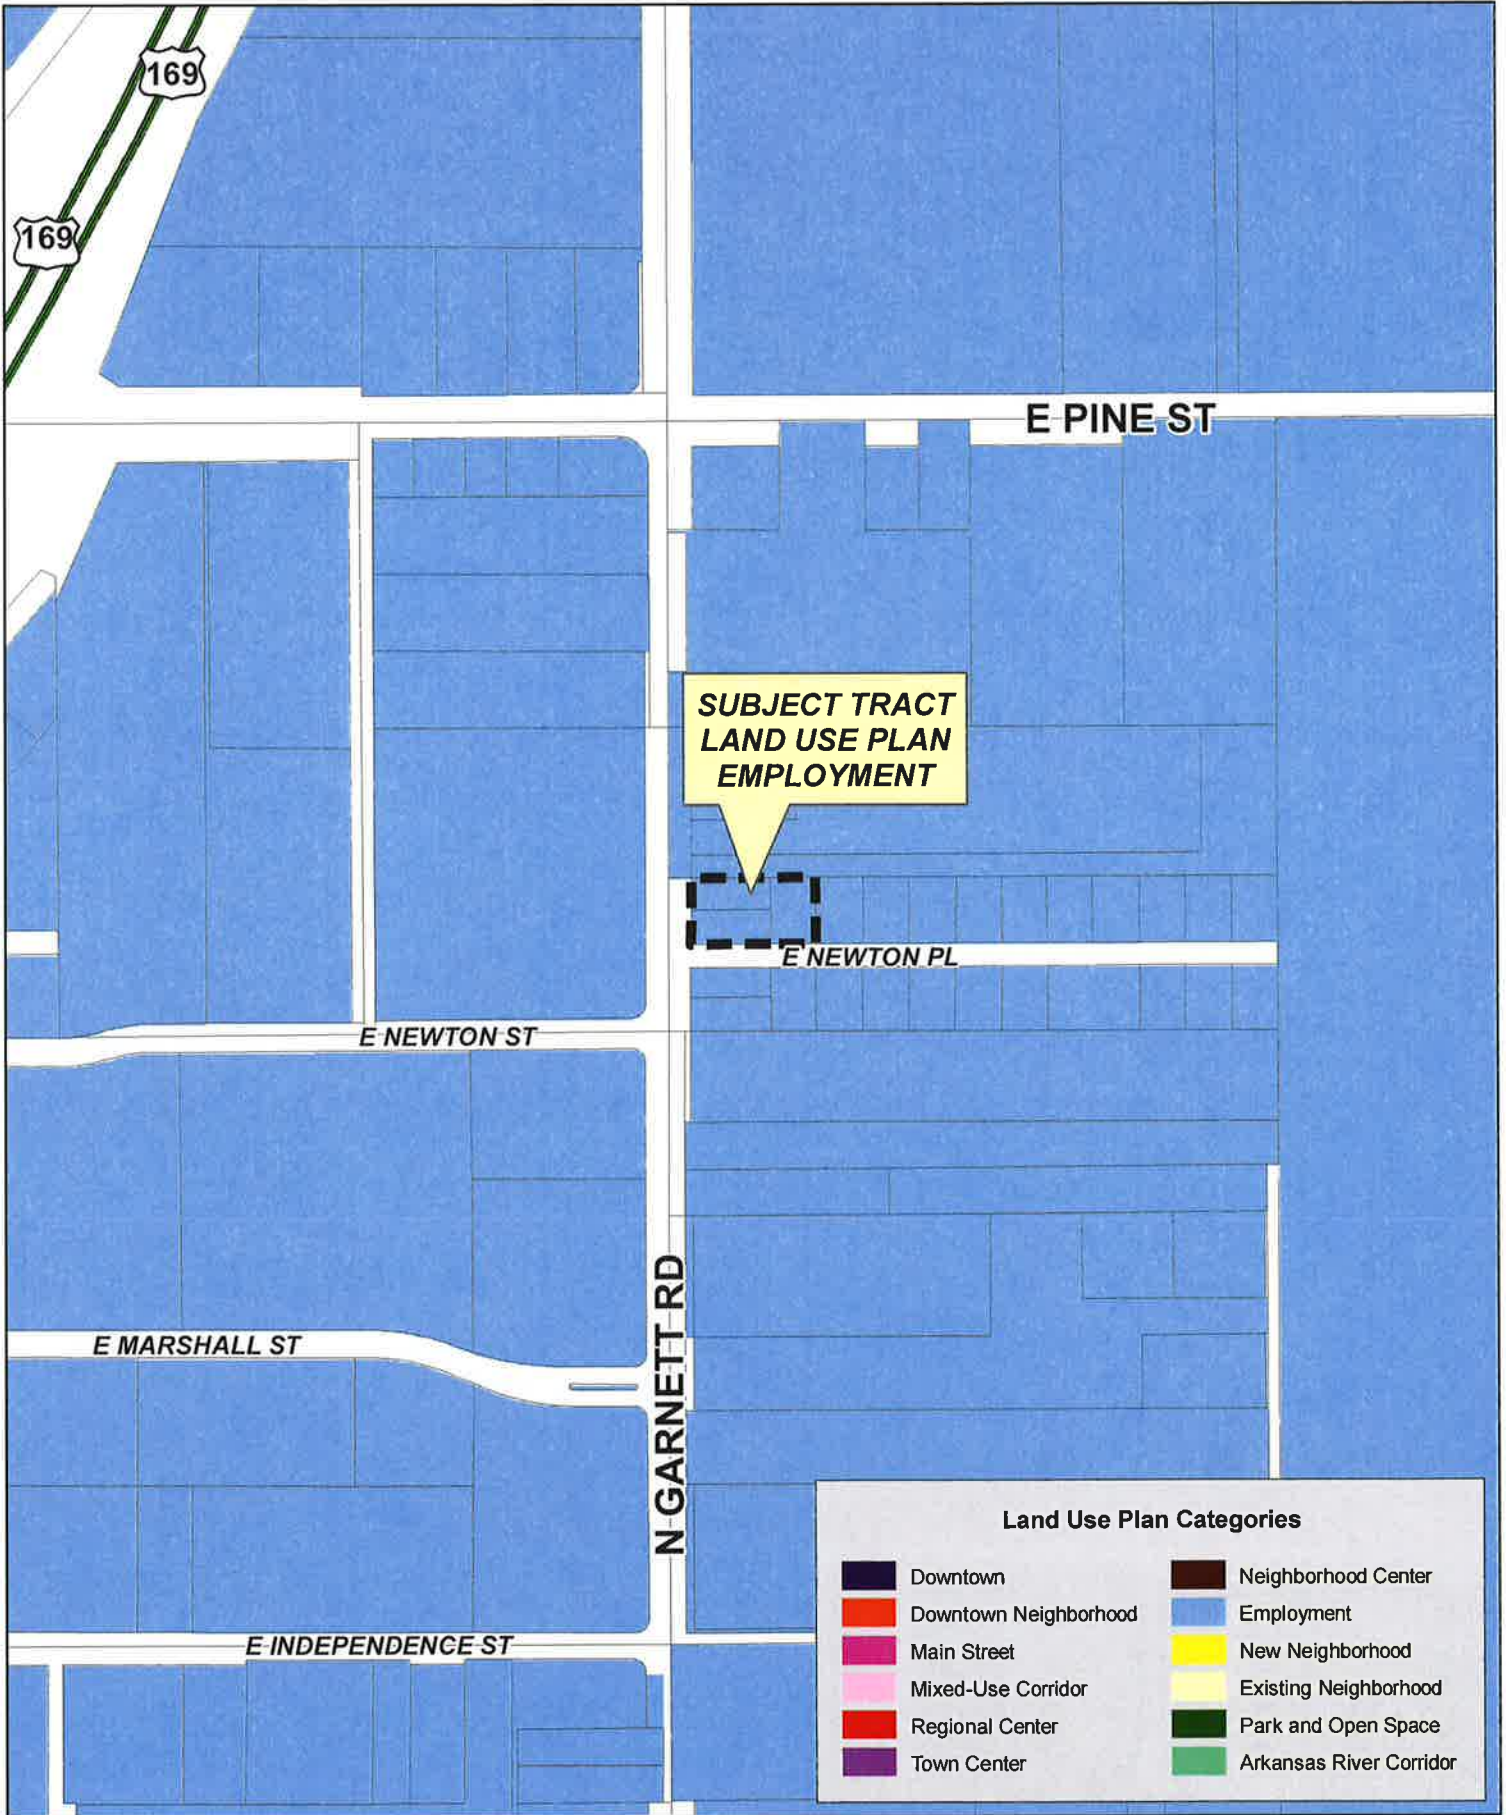 169
169
E PINE ST
SUBJECT TRACT
LAND USE PLAN
EMPLOYMENT
E NEWTON PL
E NEWTON ST
N GARNETT RD
E MARSHALL ST
E INDEPENDENCE ST
Land Use Plan Categories
Downtown
Downtown Neighborhood
Main Street
Mixed-Use Corridor
Regional Center
Town Center
Neighborhood Center
Employment
New Neighborhood
Existing Neighborhood
Park and Open Space
Arkansas River Corridor